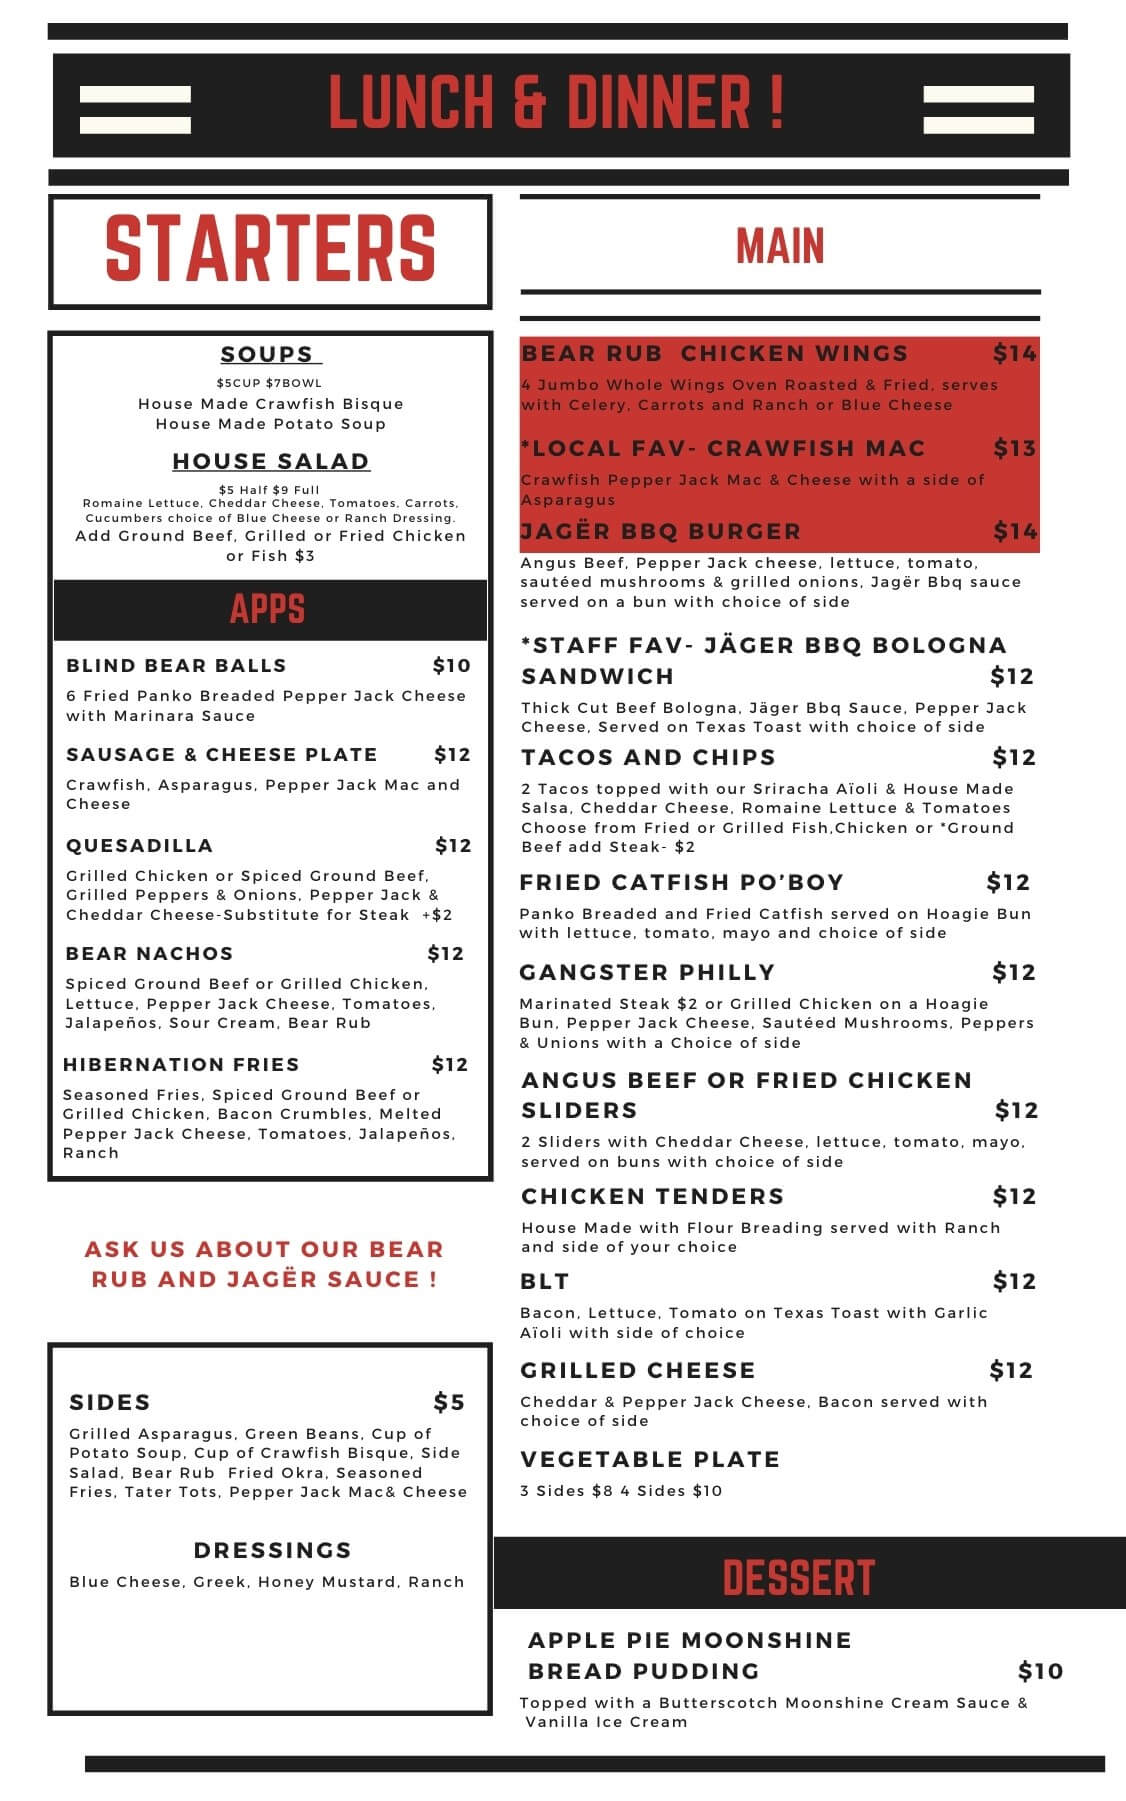 LUNCH & DINNER !
STARTERS
SOUPS
$5CUP $7BOWL
House Made Crawfish Bisque
House Made Potato Soup
HOUSE SALAD
$5 Half $9 Full
Romaine Lettuce, Cheddar Cheese, Tomatoes, Carrots,
Cucumbers choice of Blue Cheese or Ranch Dressing.
Add Ground Beef, Grilled or Fried Chicken
or Fish $3
APPS
BLIND BEAR BALLS $10
6 Fried Panko Breaded Pepper Jack Cheese
with Marinara Sauce
SAUSAGE & CHEESE PLATE $12
Crawfish, Asparagus, Pepper Jack Mac and
Cheese
QUESADILLA $12
Grilled Chicken or Spiced Ground Beef,
Grilled Peppers & Onions, Pepper Jack &
Cheddar Cheese-Substitute for Steak +$2
BEAR NACHOS $12
Spiced Ground Beef or Grilled Chicken,
Lettuce, Pepper Jack Cheese, Tomatoes,
Jalapeños, Sour Cream, Bear Rub
HIBERNATION FRIES $12
Seasoned Fries, Spiced Ground Beef or
Grilled Chicken, Bacon Crumbles, Melted
Pepper Jack Cheese, Tomatoes, Jalapeños,
Ranch
ASK US ABOUT OUR BEAR
RUB AND JAGËR SAUCE !
SIDES $5
Grilled Asparagus, Green Beans, Cup of
Potato Soup, Cup of Crawfish Bisque, Side
Salad, Bear Rub Fried Okra, Seasoned
Fries, Tater Tots, Pepper Jack Mac& Cheese
DRESSINGS
Blue Cheese, Greek, Honey Mustard, Ranch
MAIN
BEAR RUB CHICKEN WINGS $14
4 Jumbo Whole Wings Oven Roasted & Fried, serves
with Celery, Carrots and Ranch or Blue Cheese
*LOCAL FAV- CRAWFISH MAC $13
Crawfish Pepper Jack Mac & Cheese with a side of
Asparagus
JAGËR BBQ BURGER $14
Angus Beef, Pepper Jack cheese, lettuce, tomato,
sautéed mushrooms & grilled onions, Jagër Bbq sauce
served on a bun with choice of side
*STAFF FAV- JÄGER BBQ BOLOGNA
SANDWICH $12
Thick Cut Beef Bologna, Jäger Bbq Sauce, Pepper Jack
Cheese, Served on Texas Toast with choice of side
TACOS AND CHIPS $12
2 Tacos topped with our Sriracha Aïoli & House Made
Salsa, Cheddar Cheese, Romaine Lettuce & Tomatoes
Choose from Fried or Grilled Fish,Chicken or *Ground
Beef add Steak- $2
FRIED CATFISH PO'BOY $12
Panko Breaded and Fried Catfish served on Hoagie Bun
with lettuce, tomato, mayo and choice of side
GANGSTER PHILLY $12
Marinated Steak $2 or Grilled Chicken on a Hoagie
Bun, Pepper Jack Cheese, Sautéed Mushrooms, Peppers
& Unions with a Choice of side
ANGUS BEEF OR FRIED CHICKEN
SLIDERS $12
2 Sliders with Cheddar Cheese, lettuce, tomato, mayo,
served on buns with choice of side
CHICKEN TENDERS $12
House Made with Flour Breading served with Ranch
and side of your choice
BLT $12
Bacon, Lettuce, Tomato on Texas Toast with Garlic
Aïoli with side of choice
GRILLED CHEESE $12
Cheddar & Pepper Jack Cheese, Bacon served with
choice of side
VEGETABLE PLATE
3 Sides $8 4 Sides $10
DESSERT
APPLE PIE MOONSHINE
BREAD PUDDING $10
Topped with a Butterscotch Moonshine Cream Sauce &
Vanilla Ice Cream